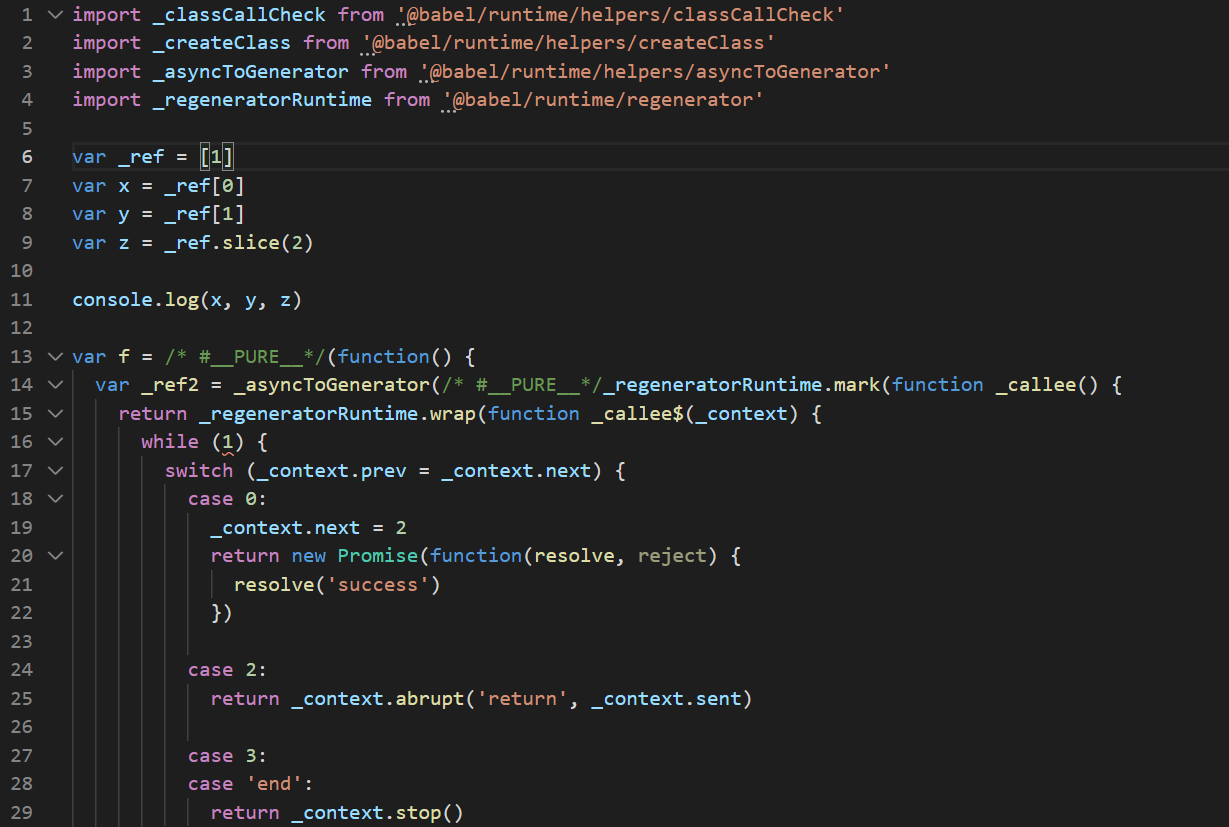 1 import _classCallCheck from '@babel/runtime/helpers/classCallCheck'
2 import _createClass from '@babel/runtime/helpers/createClass'
3 import _asyncToGenerator from '@babel/runtime/helpers/asyncToGenerator'
4 import _regeneratorRuntime from '@babel/runtime/regenerator'
5
6 var _ref = [1]
7 var x = _ref[0]
8 var y = _ref[1]
9 var z = _ref.slice(2)
10
11 console.log(x, y, z)
12
13 var f = /* #__PURE__*/(function() {
14   var _ref2 = _asyncToGenerator(/* #__PURE__*/_regeneratorRuntime.mark(function _callee() {
15     return _regeneratorRuntime.wrap(function _callee$(_context) {
16       while (1) {
17         switch (_context.prev = _context.next) {
18           case 0:
19             _context.next = 2
20             return new Promise(function(resolve, reject) {
21               resolve('success')
22             })
23
24           case 2:
25             return _context.abrupt('return', _context.sent)
26
27           case 3:
28           case 'end':
29             return _context.stop()